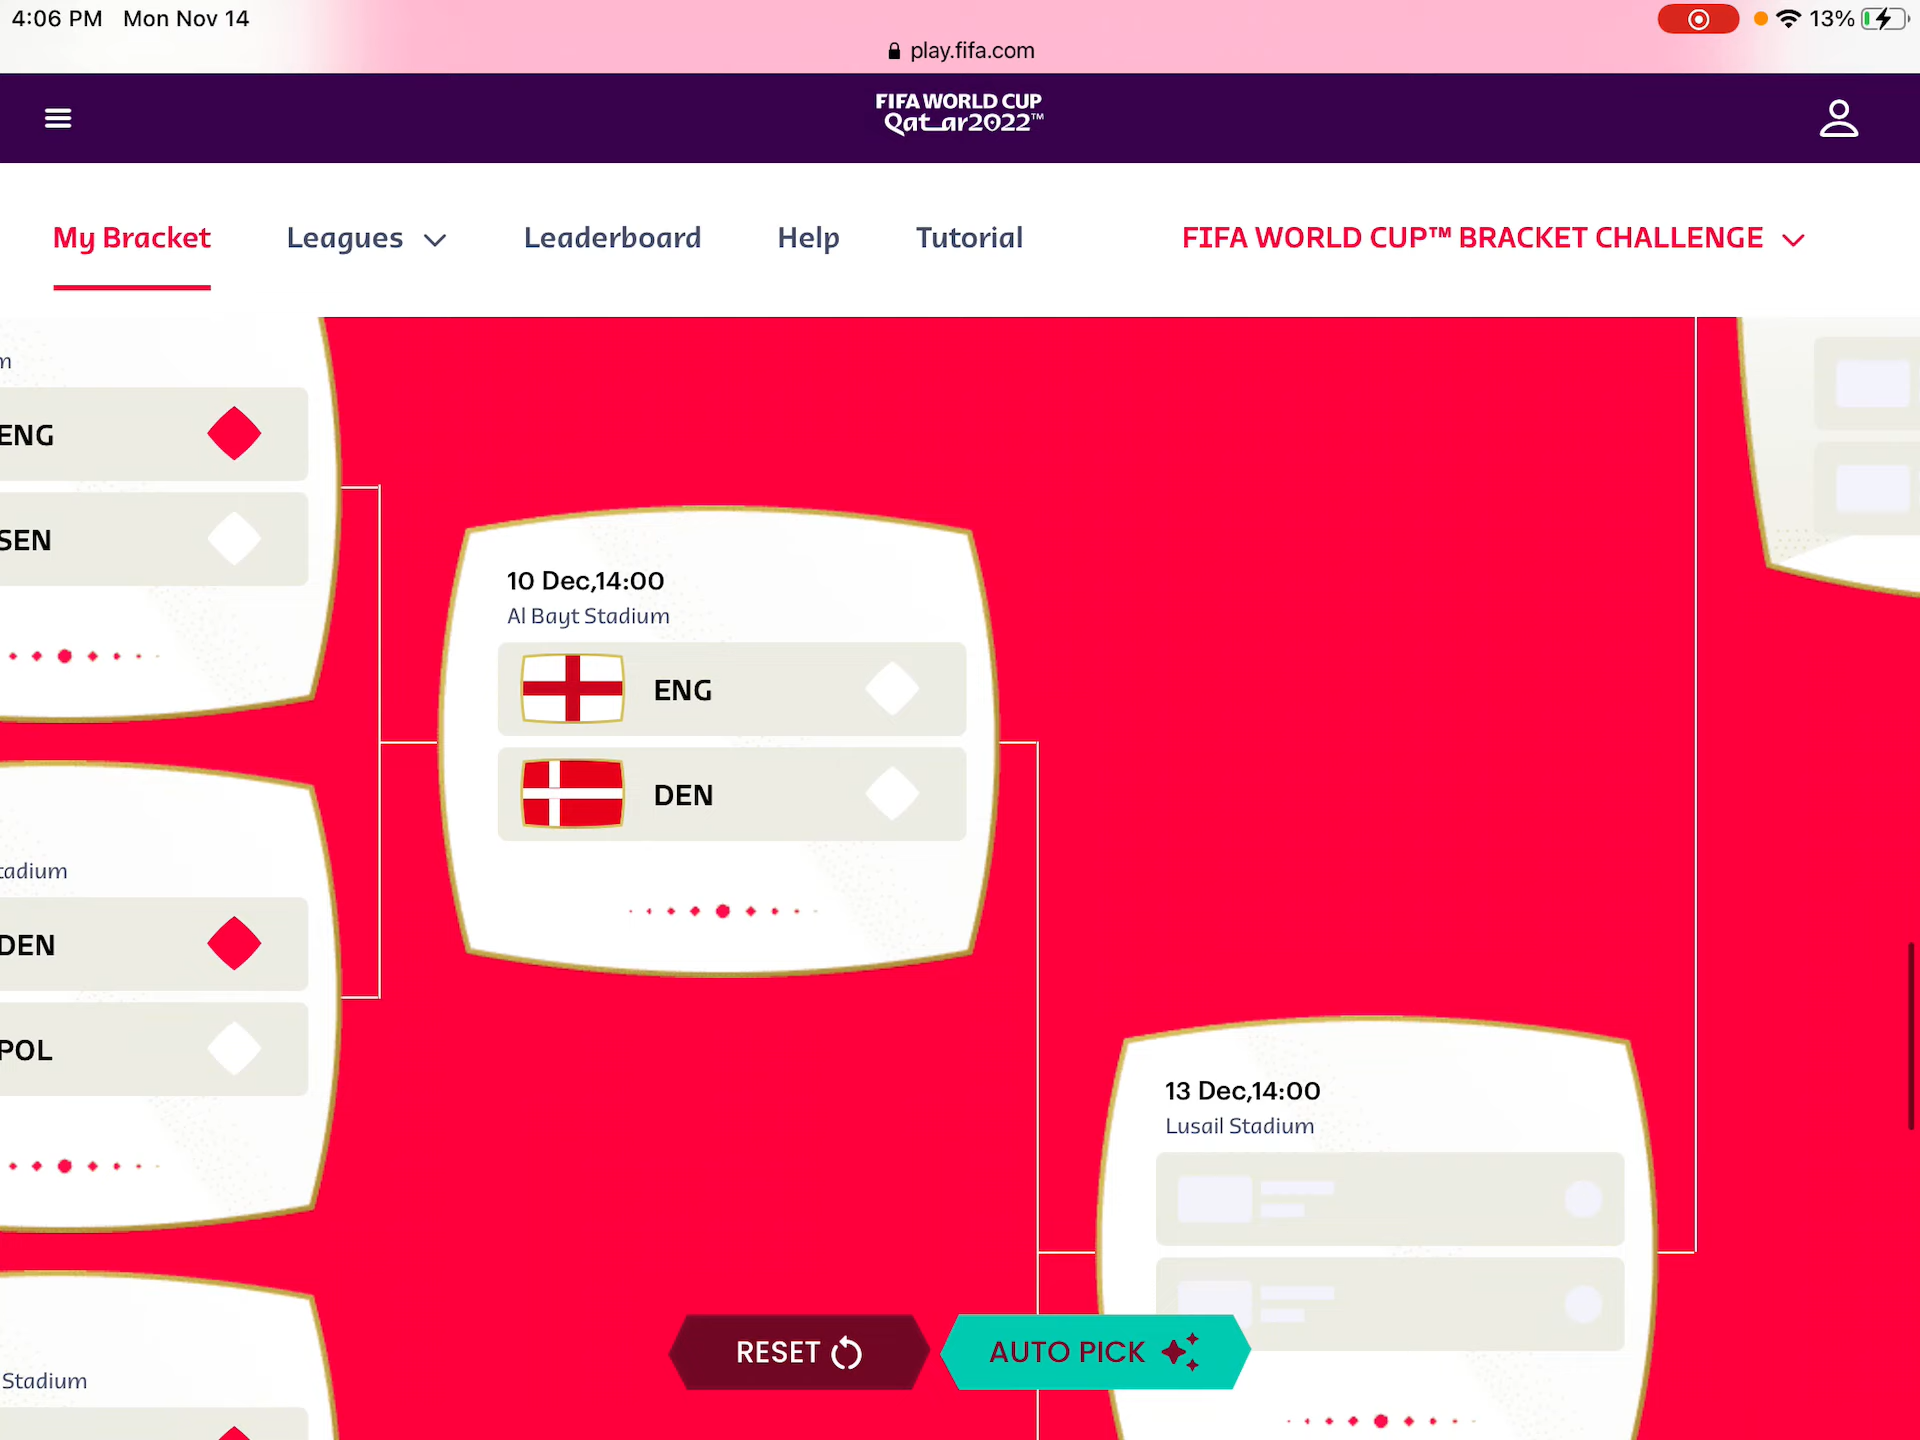 4:06 PM Mon Nov 14
13%
play.fifa.com
FIFA WORLD CUP
Qatar2022™
My Bracket
Leagues
Leaderboard
Help
Tutorial
FIFA WORLD CUP™ BRACKET CHALLENGE
m
ENG
SEN
10 Dec,14:00
Al Bayt Stadium
ENG
DEN
tadium
DEN
POL
13 Dec,14:00
Lusail Stadium
RESET
AUTO PICK
Stadium